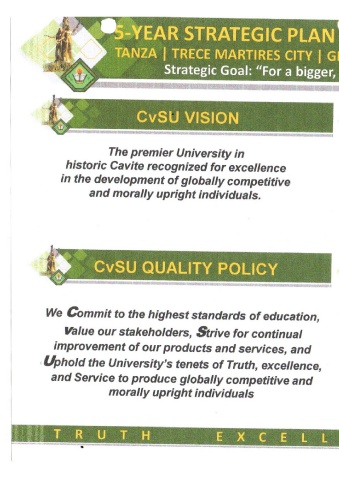 5-YEAR STRATEGIC PLAN
TANZA | TRECE MARTIRES CITY |
Strategic Goal: "For a bigger,
CvSU VISION
The premier University in
historic Cavite recognized for excellence
in the development of globally competitive
and morally upright individuals.
CvSU QUALITY POLICY
We Commit to the highest standards of education,
value our stakeholders, Strive for continual
improvement of our products and services, and
Uphold the University's tenets of Truth, excellence,
and Service to produce globally competitive and
morally upright individuals
TRUTH EXCELL